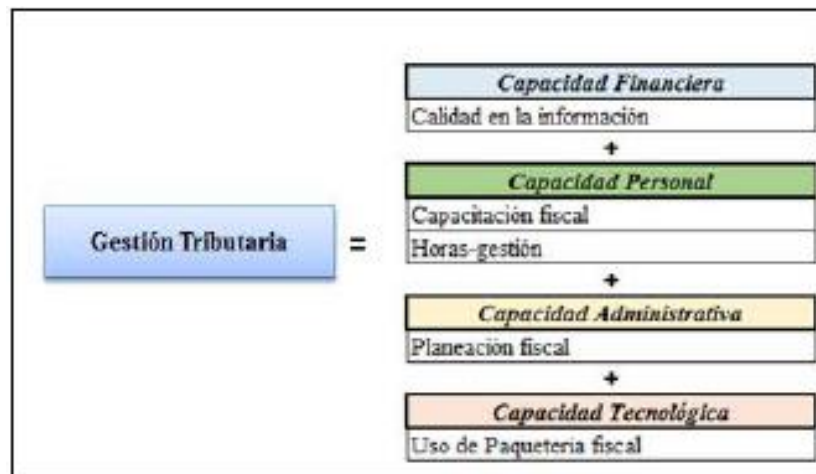 Gestión Tributaria
=
Capacidad Financiera
Calidad en la información
+
Capacidad Personal
Capacitación fiscal
Horas-gestión
+
Capacidad Administrativa
Planeación fiscal
+
Capacidad Tecnológica
Uso de Paquetería fiscal